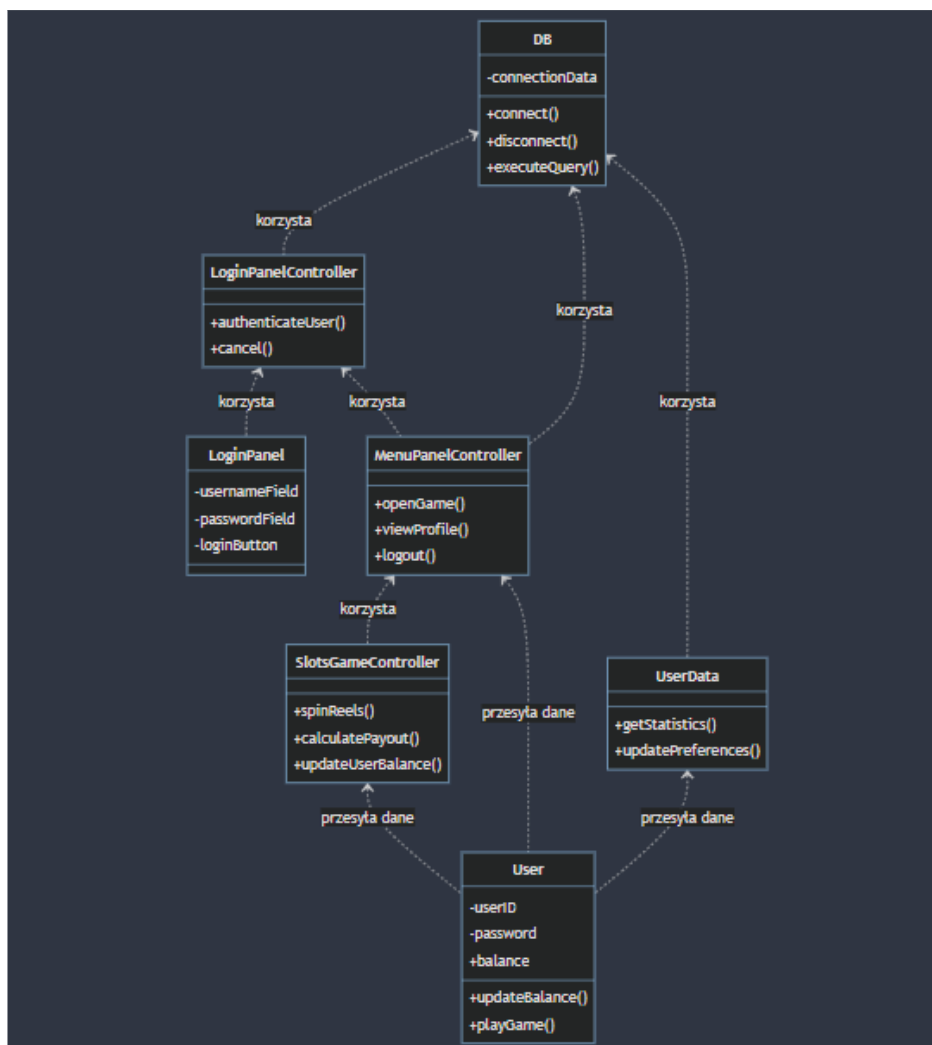 DB
-connectionData
+connect()
+disconnect()
+executeQuery()
korzysta
LoginPanelController
+authenticateUser()
+cancel()
korzysta
korzysta
korzysta
korzysta
LoginPanel
-usernameField
-passwordField
-loginButton
MenuPanelController
+openGame()
+viewProfile()
+logout()
korzysta
SlotsGameController
+spinReels()
+calculatePayout()
+updateUserBalance()
przesyła dane
UserData
+getStatistics()
+updatePreferences()
przesyła dane
przesyła dane
User
-userID
-password
+balance
+updateBalance()
+playGame()